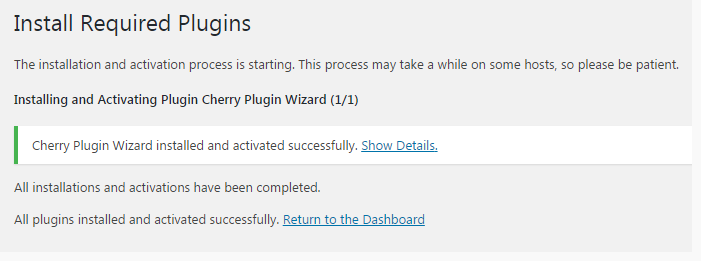 Install Required Plugins
The installation and activation process is starting. This process may take a while on some hosts, so please be patient.
Installing and Activating Plugin Cherry Plugin Wizard (1/1)
Cherry Plugin Wizard installed and activated successfully. Show Details.
All installations and activations have been completed.
All plugins installed and activated successfully. Return to the Dashboard